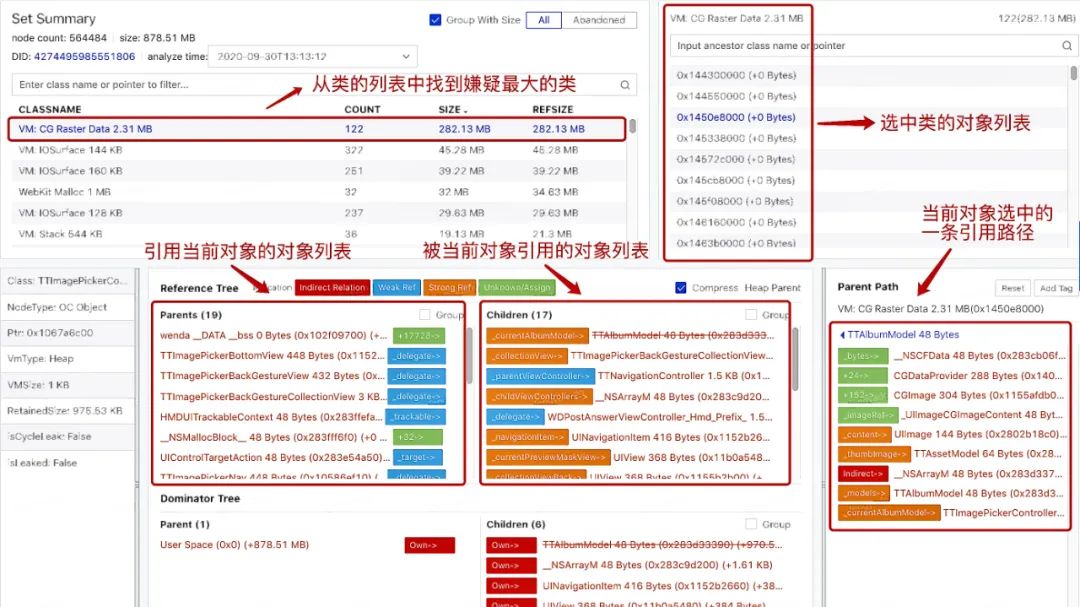 Set Summary
Group With Size All Abandoned
node count: 564484 size: 878.51 MB
DID: 4274495985551806 analyze time: 2020-09-30T13:13:12
Enter class name or pointer to filter...
从类的列表中找到嫌疑最大的类
CLASSNAME COUNT SIZE REFSIZE
VM: CG Raster Data 2.31 MB 122 282.13 MB 282.13 MB
VM: IOSurface 144 KB 322 45.28 MB 45.28 MB
VM: IOSurface 160 KB 251 39.22 MB 39.22 MB
WebKit Malloc 1 MB 32 32 MB 34.63 MB
VM: IOSurface 128 KB 237 29.63 MB 29.63 MB
VM: Stack 544 KB 36 19.13 MB 21.3 MB
VM: CG Raster Data 2.31 MB 122(282.13 MB)
Input ancestor class name or pointer
0x144300000 (+0 Bytes)
0x144550000 (+0 Bytes)
0x1450e8000 (+0 Bytes)
0x145338000 (+0 Bytes)
0x14572c000 (+0 Bytes)
0x145cb8000 (+0 Bytes)
0x145f08000 (+0 Bytes)
0x146160000 (+0 Bytes)
0x1463b0000 (+0 Bytes)
选中类的对象列表
引用当前对象的对象列表
被当前对象引用的对象列表
当前对象选中的
一条引用路径
Class: TTImagePickerCo...
NodeType: OC Object
Ptr: 0x1067a6c00
VmType: Heap
VMSize: 1 KB
RetainedSize: 975.53 KB
isCycleLeak: False
isLeaked: False
Reference Tree Indirect Relation Weak Ref Strong Ref Unknown/Assign Compress Heap Parent
Parents (19) Group
wenda __DATA __bss 0 Bytes (0x102f09700) (+... +17728->
TTImagePickerBottomView 448 Bytes (0x1152... _delegate->
TTImagePickerBackGestureView 432 Bytes (0x... _delegate->
TTImagePickerBackGestureCollectionView 3 KB... _delegate->
HMDUITrackableContext 48 Bytes (0x283ffefa... _trackable->
__NSMallocBlock__ 48 Bytes (0x283fff6f0) (+0 ... +32->
UIControlTargetAction 48 Bytes (0x283e54a50)... _target->
TTImagePickerNav 448 Bytes (0x10586ef10) (... _delegate->
Children (17) Group
_currentAlbumModel-> TTAlbumModel 48 Bytes (0x283d333...
_collectionView-> TTImagePickerBackGestureCollectionView...
_parentViewController-> TTNavigationController 1.5 KB (0x1...
_childViewControllers-> __NSArrayM 48 Bytes (0x283d9...
_delegate-> WDPostAnswerViewController_Hmd_Prefix_ 1.5...
_navigationItem-> UINavigationItem 416 Bytes (0x1152b26...
_currentPreviewMaskView-> UIView 368 Bytes (0x11b0a548...
_collectionViewBack-> UIView 368 Bytes (0x1155b2b00) (+...
Dominator Tree
Parent (1)
User Space (0x0) (+878.51 MB) Own->
Children (6) Group
Own-> TTAlbumModel 48 Bytes (0x283d33390) (+970.5...
Own-> __NSArrayM 48 Bytes (0x283c9d200) (+1.61 KB)
Own-> UINavigationItem 416 Bytes (0x1152b2660) (+38...
Own-> UIView 368 Bytes (0x11b0a5480) (+384 Bytes)
Parent Path Reset Add Tag
VM: CG Raster Data 2.31 MB(0x1450e8000)
TTAlbumModel 48 Bytes
_bytes-> __NSCFData 48 Bytes (0x283cb06f...
+24-> CGDataProvider 288 Bytes (0x140...
+152-> CGImage 304 Bytes (0x1155afdb0...
_imageRef-> _UIImageCGImageContent 48 Byt...
_content-> UIImage 144 Bytes (0x2802b18c0)...
_thumbImage-> TTAssetModel 64 Bytes (0x28...
Indirect-> __NSArrayM 48 Bytes (0x283d337...
_models-> TTAlbumModel 48 Bytes (0x283d3...
_currentAlbumModel-> TTImagePickerController...